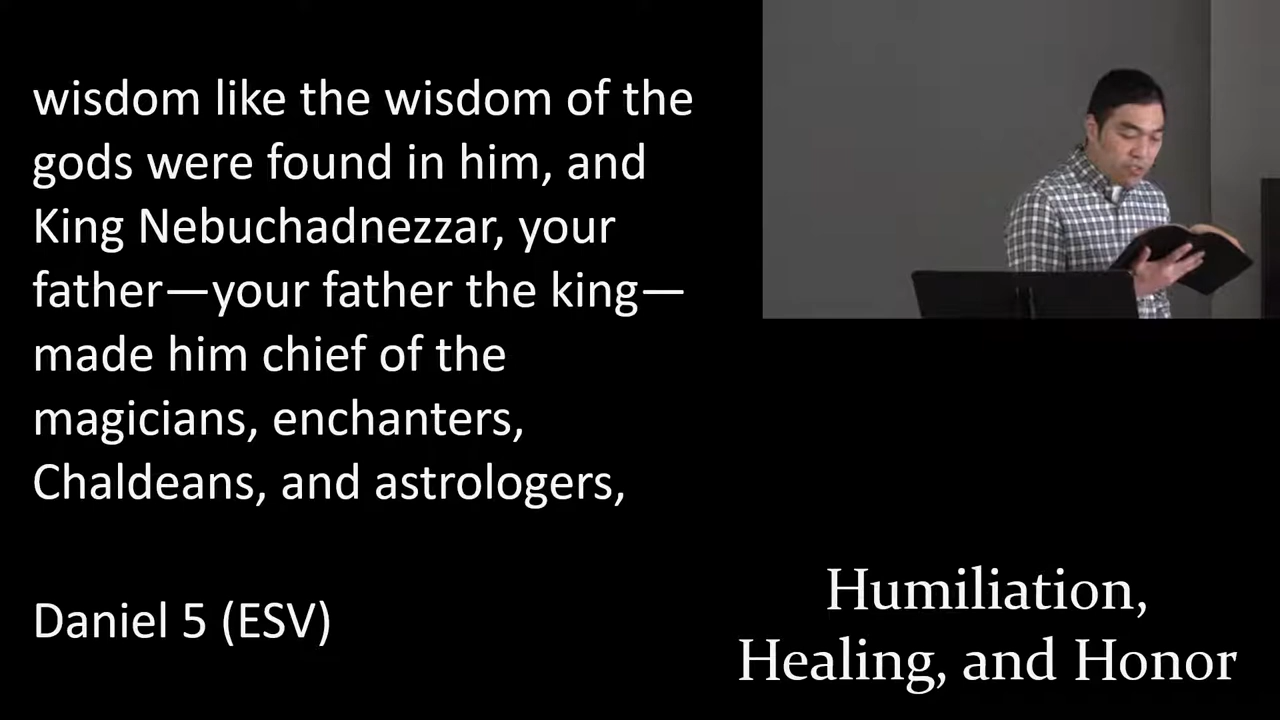 wisdom like the wisdom of the
gods were found in him, and
King Nebuchadnezzar, your
father—your father the king—
made him chief of the
magicians, enchanters,
Chaldeans, and astrologers,
Daniel 5 (ESV)
Humiliation,
Healing, and Honor